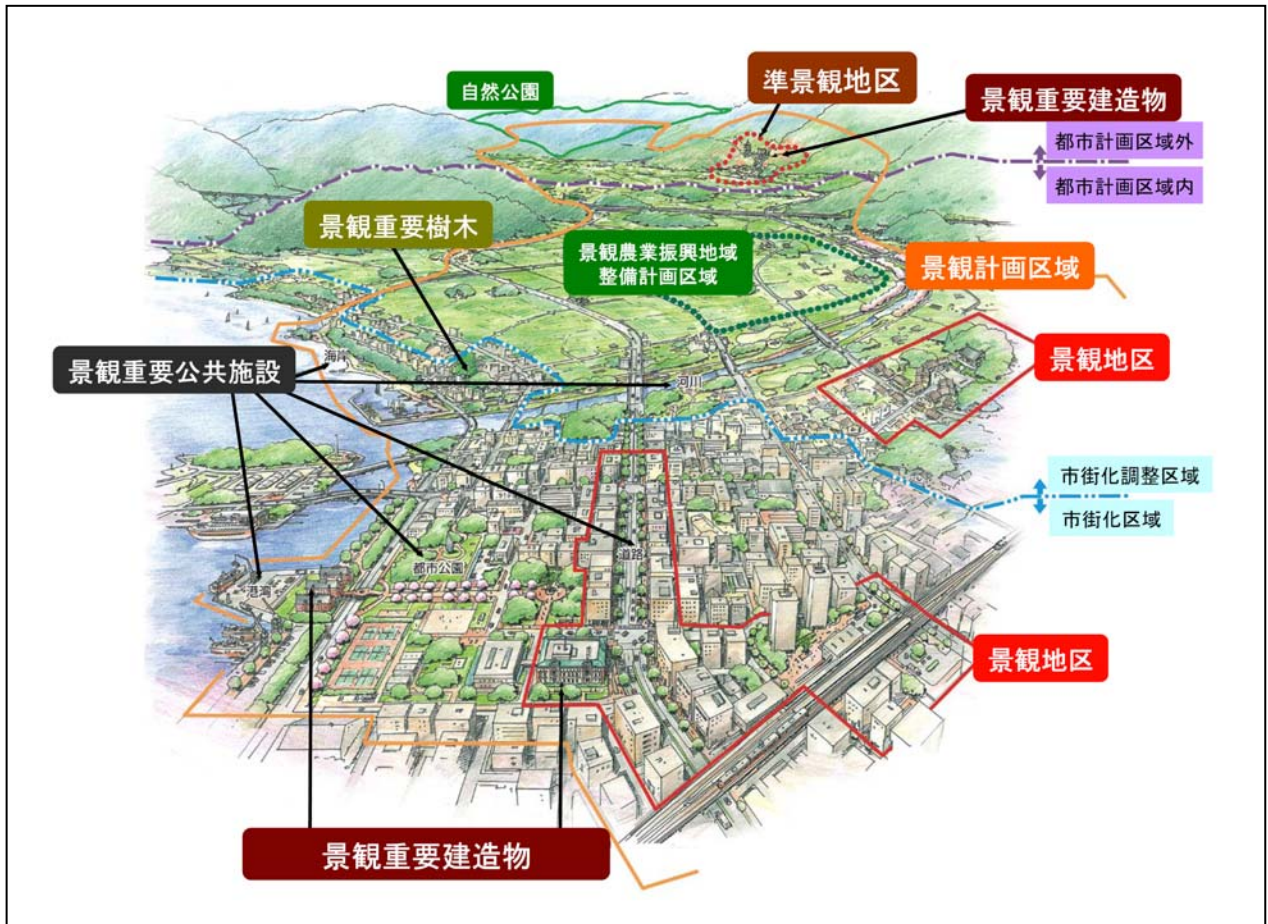 自然公園
準景観地区
景観重要建造物
都市計画区域外
都市計画区域内
景観重要樹木
景観農業振興地域
整備計画区域
景観計画区域
景観重要公共施設
海岸
河川
景観地区
市街化調整区域
市街化区域
道路
都市公園
港湾
景観地区
景観重要建造物